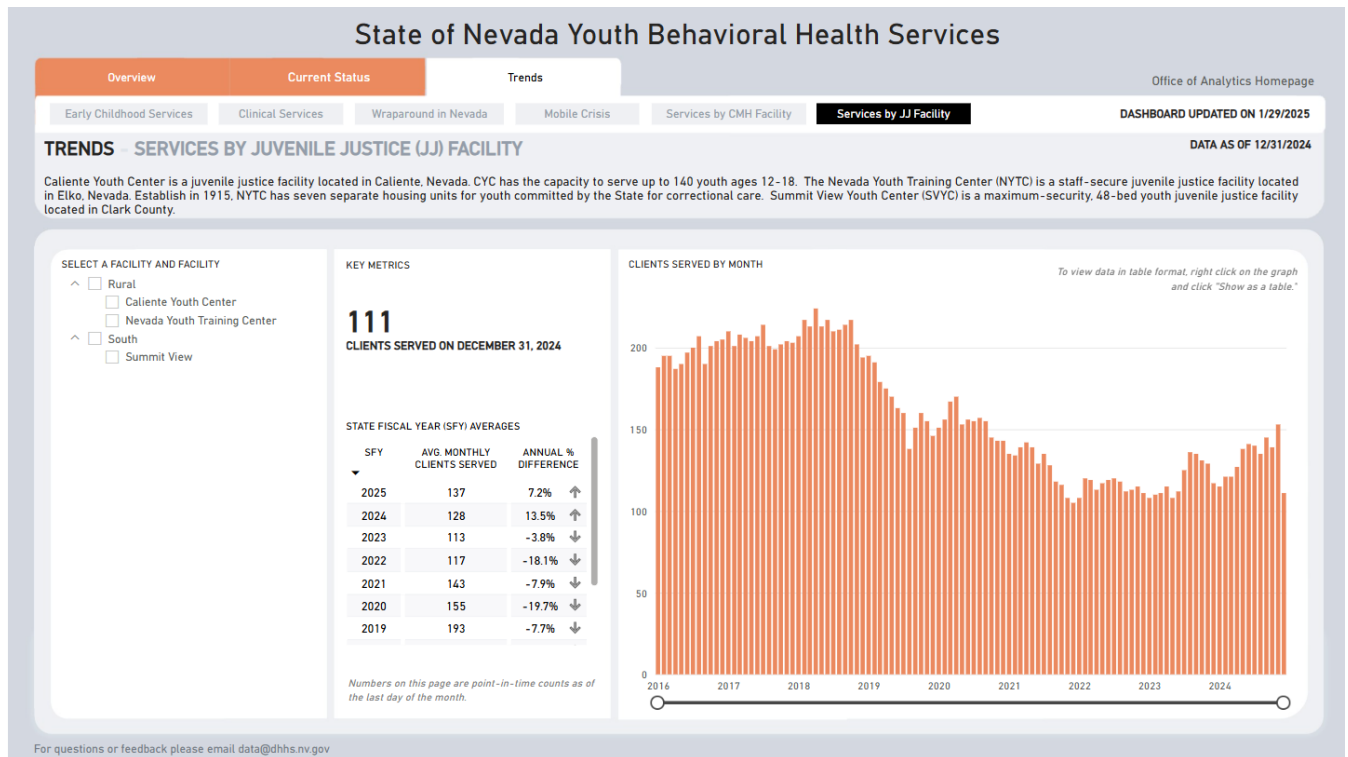 State of Nevada Youth Behavioral Health Services
Overview
Current Status
Trends
Office of Analytics Homepage
Early Childhood Services
Clinical Services
Wraparound in Nevada
Mobile Crisis
Services by CMH Facility
Services by JJ Facility
DASHBOARD UPDATED ON 1/29/2025
TRENDS - SERVICES BY JUVENILE JUSTICE (JJ) FACILITY
DATA AS OF 12/31/2024
Caliente Youth Center is a juvenile justice facility located in Caliente, Nevada. CYC has the capacity to serve up to 140 youth ages 12-18. The Nevada Youth Training Center (NYTC) is a staff-secure juvenile justice facility located
in Elko, Nevada. Establish in 1915, NYTC has seven separate housing units for youth committed by the State for correctional care. Summit View Youth Center (SVYC) is a maximum-security, 48-bed youth juvenile justice facility
located in Clark County.
SELECT A FACILITY AND FACILITY
Rural
Caliente Youth Center
Nevada Youth Training Center
South
Summit View
KEY METRICS
111
CLIENTS SERVED ON DECEMBER 31, 2024
STATE FISCAL YEAR (SFY) AVERAGES
SFY AVG. MONTHLY CLIENTS SERVED ANNUAL % DIFFERENCE
2025 137 7.2%
2024 128 13.5%
2023 113 -3.8%
2022 117 -18.1%
2021 143 -7.9%
2020 155 -19.7%
2019 193 -7.7%
Numbers on this page are point-in-time counts as of
the last day of the month.
CLIENTS SERVED BY MONTH
To view data in table format, right click on the graph
and click "Show as a table."
200
150
100
50
0
2016 2017 2018 2019 2020 2021 2022 2023 2024
For questions or feedback please email data@dhhs.nv.gov